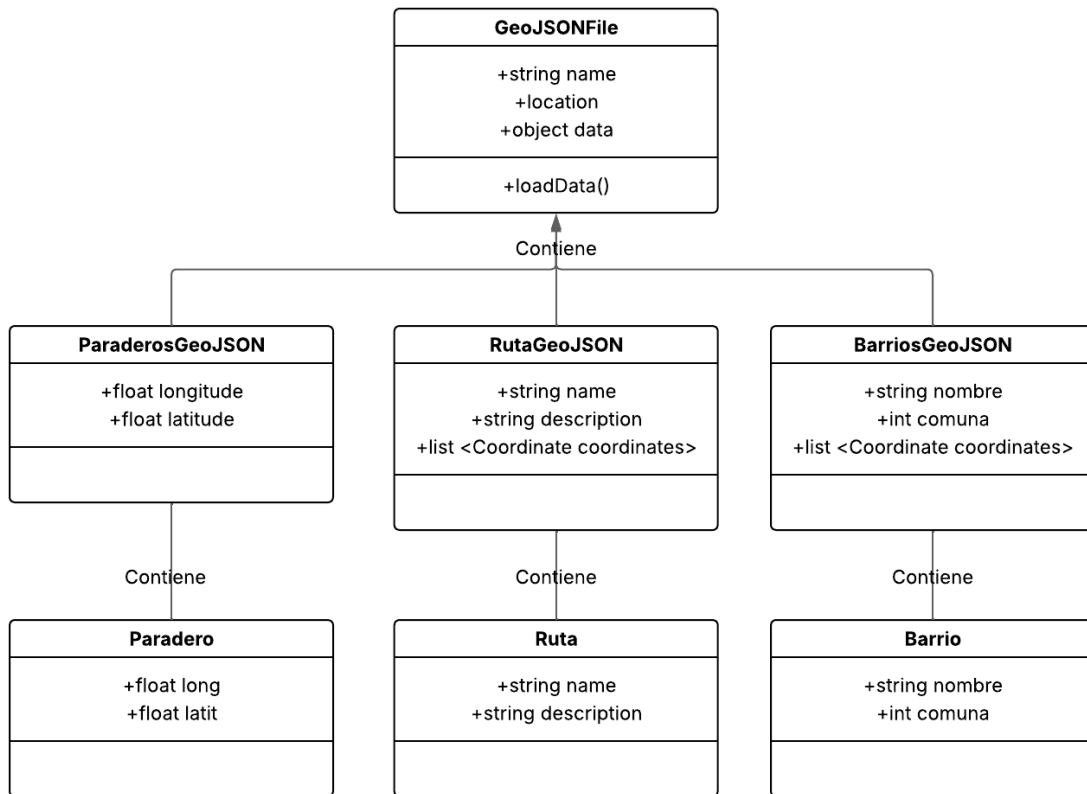 GeoJSONFile
+string name
+location
+object data
+loadData()
Contiene
ParaderosGeoJSON
+float longitude
+float latitude
RutaGeoJSON
+string name
+string description
+list <Coordinate coordinates>
BarriosGeoJSON
+string nombre
+int comuna
+list <Coordinate coordinates>
Contiene
Contiene
Contiene
Paradero
+float long
+float latit
Ruta
+string name
+string description
Barrio
+string nombre
+int comuna